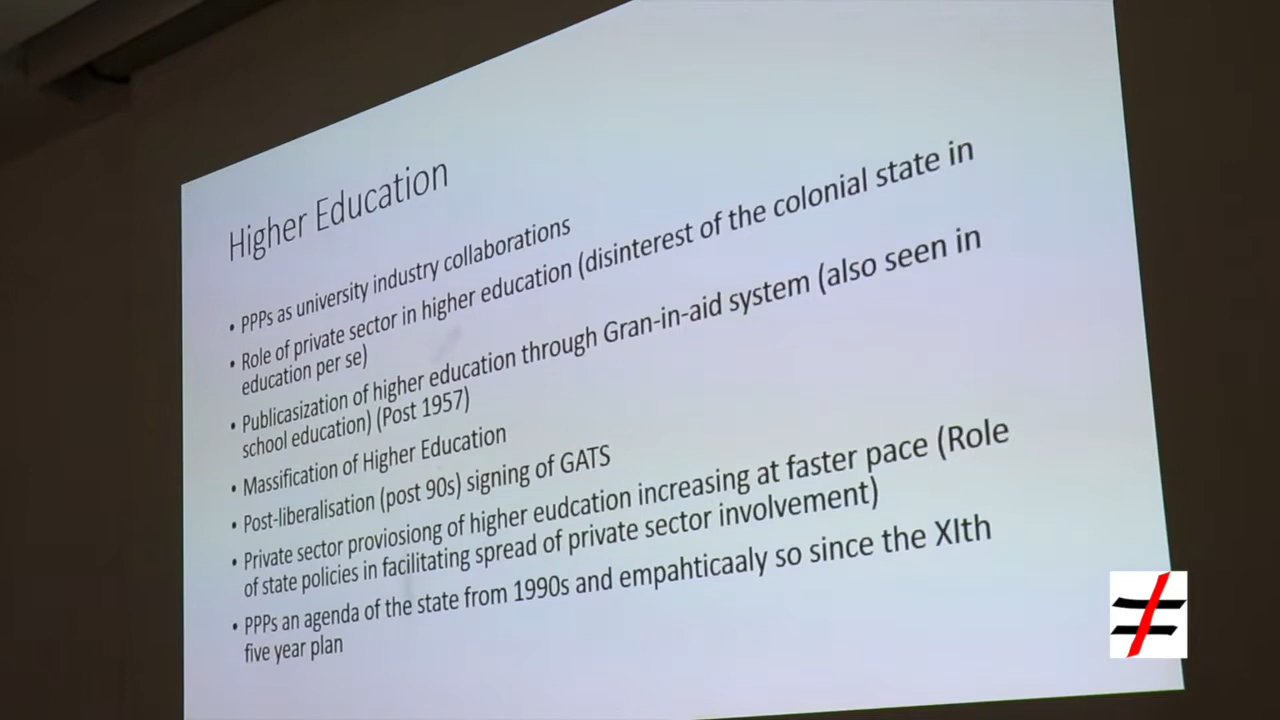 Higher Education
• PPPs as university industry collaborations
• Role of private sector in higher education (disinterest of the colonial state in
education per se)
• Publicasization of higher education through Gran-in-aid system (also seen in
school education) (Post 1957)
• Massification of Higher Education
• Post-liberalisation (post 90s) signing of GATS
• Private sector proviosiong of higher eudcation increasing at faster pace (Role
of state policies in facilitating spread of private sector involvement)
• PPPs an agenda of the state from 1990s and empahticaaly so since the XIth
five year plan